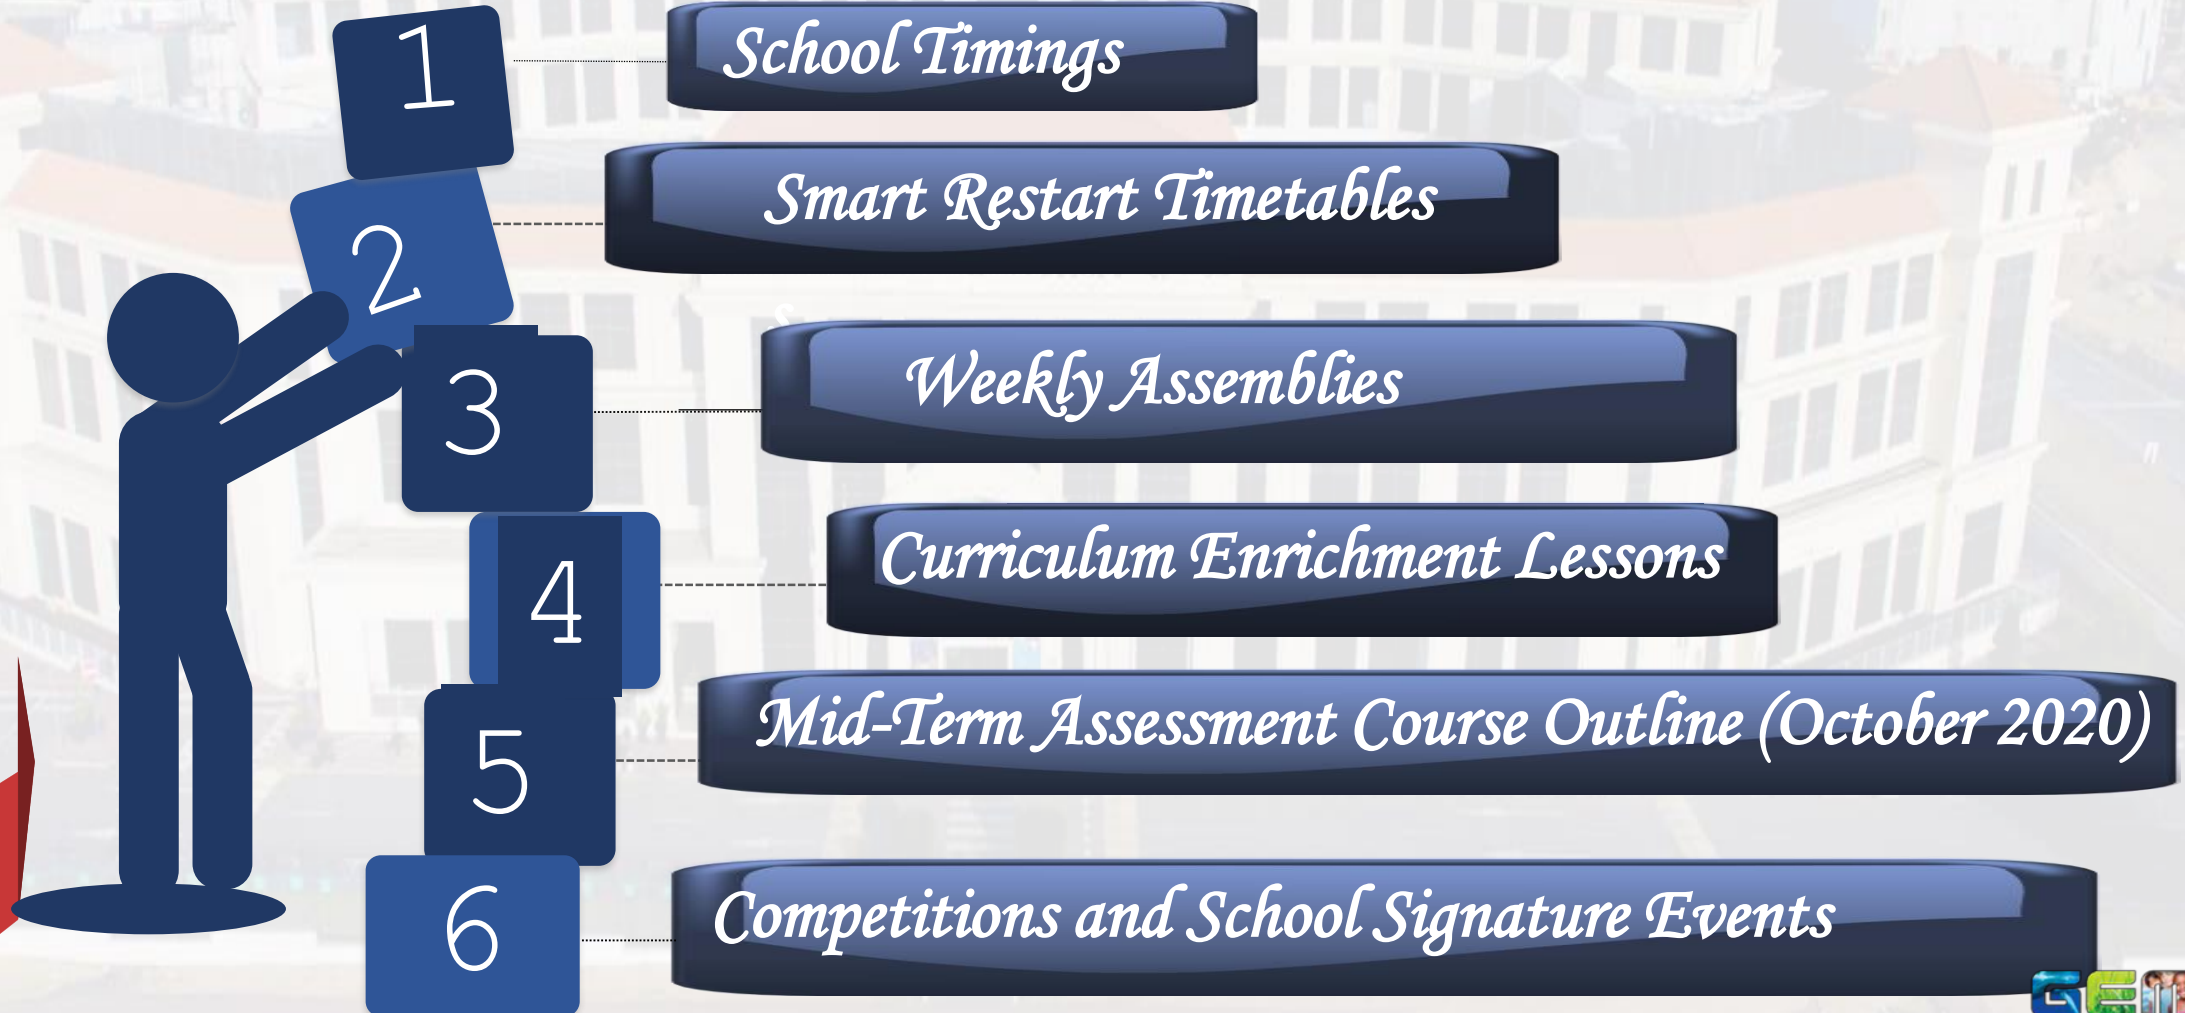 1
School Timings
2
Smart Restart Timetables
s
3
Weekly Assemblies
4
Curriculum Enrichment Lessons
5
Mid-Term Assessment Course Outline (October 2020)
6
Competitions and School Signature Events